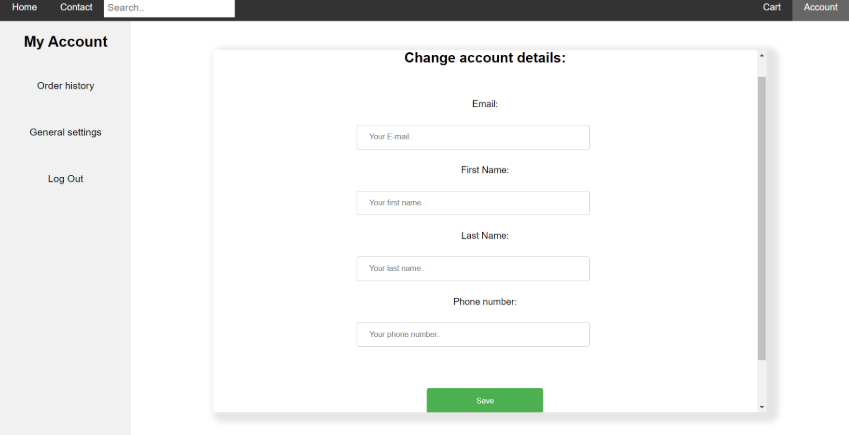 Home Contact Search.. Cart Account
My Account
Order history
General settings
Log Out
Change account details:
Email:
Your E-mail..
First Name:
Your first name..
Last Name:
Your last name..
Phone number:
Your phone number..
Save